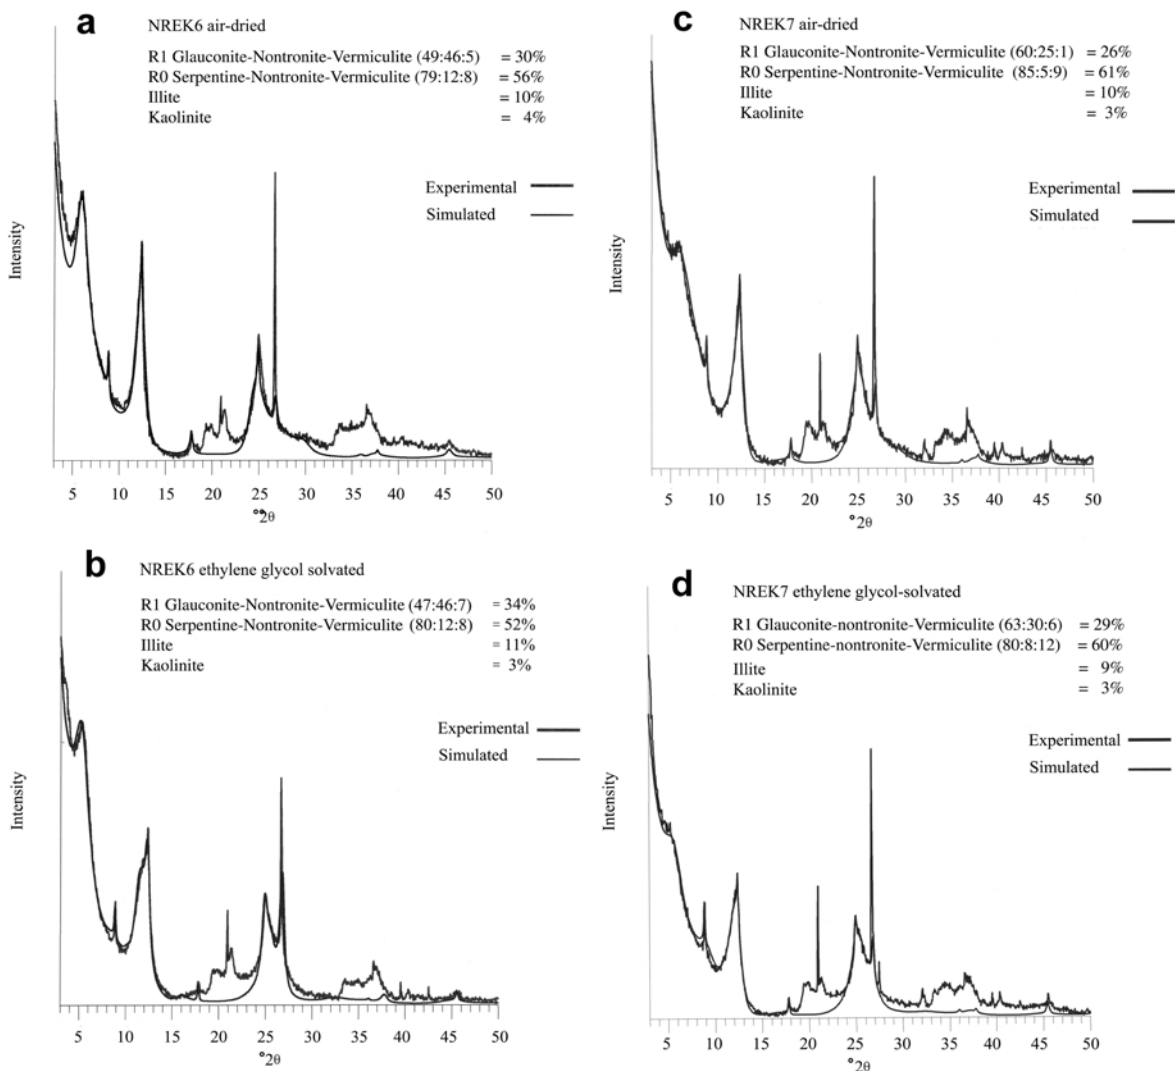 a
NREK6 air-dried
R1 Glauconite-Nontronite-Vermiculite (49:46:5) = 30%
R0 Serpentine-Nontronite-Vermiculite (79:12:8) = 56%
Illite = 10%
Kaolinite = 4%
Experimental
Simulated
Intensity
5 10 15 20 25 30 35 40 45 50
°°2θ
b
NREK6 ethylene glycol solvated
R1 Glauconite-Nontronite-Vermiculite (47:46:7) = 34%
R0 Serpentine-Nontronite-Vermiculite (80:12:8) = 52%
Illite = 11%
Kaolinite = 3%
Experimental
Simulated
Intensity
5 10 15 20 25 30 35 40 45 50
°2θ
c
NREK7 air-dried
R1 Glauconite-Nontronite-Vermiculite (60:25:1) = 26%
R0 Serpentine-Nontronite-Vermiculite (85:5:9) = 61%
Illite = 10%
Kaolinite = 3%
Experimental
Simulated
Intensity
5 10 15 20 25 30 35 40 45 50
°2θ
d
NREK7 ethylene glycol-solvated
R1 Glauconite-nontronite-Vermiculite (63:30:6) = 29%
R0 Serpentine-nontronite-Vermiculite (80:8:12) = 60%
Illite = 9%
Kaolinite = 3%
Experimental
Simulated
Intensity
5 10 15 20 25 30 35 40 45 50
°2θ